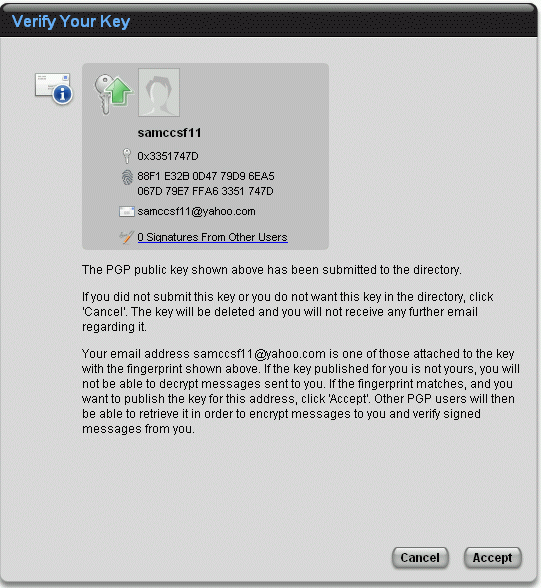 Verify Your Key
samccsf11
0x3351747D
88F1 E32B 0D47 79D9 6EA5
067D 79E7 FFA6 3351 747D
samccsf11@yahoo.com
0 Signatures From Other Users
The PGP public key shown above has been submitted to the directory.
If you did not submit this key or you do not want this key in the directory, click
'Cancel'. The key will be deleted and you will not receive any further email
regarding it.
Your email address samccsf11@yahoo.com is one of those attached to the key
with the fingerprint shown above. If the key published for you is not yours, you will
not be able to decrypt messages sent to you. If the fingerprint matches, and you
want to publish the key for this address, click 'Accept'. Other PGP users will then
be able to retrieve it in order to encrypt messages to you and verify signed
messages from you.
Cancel Accept